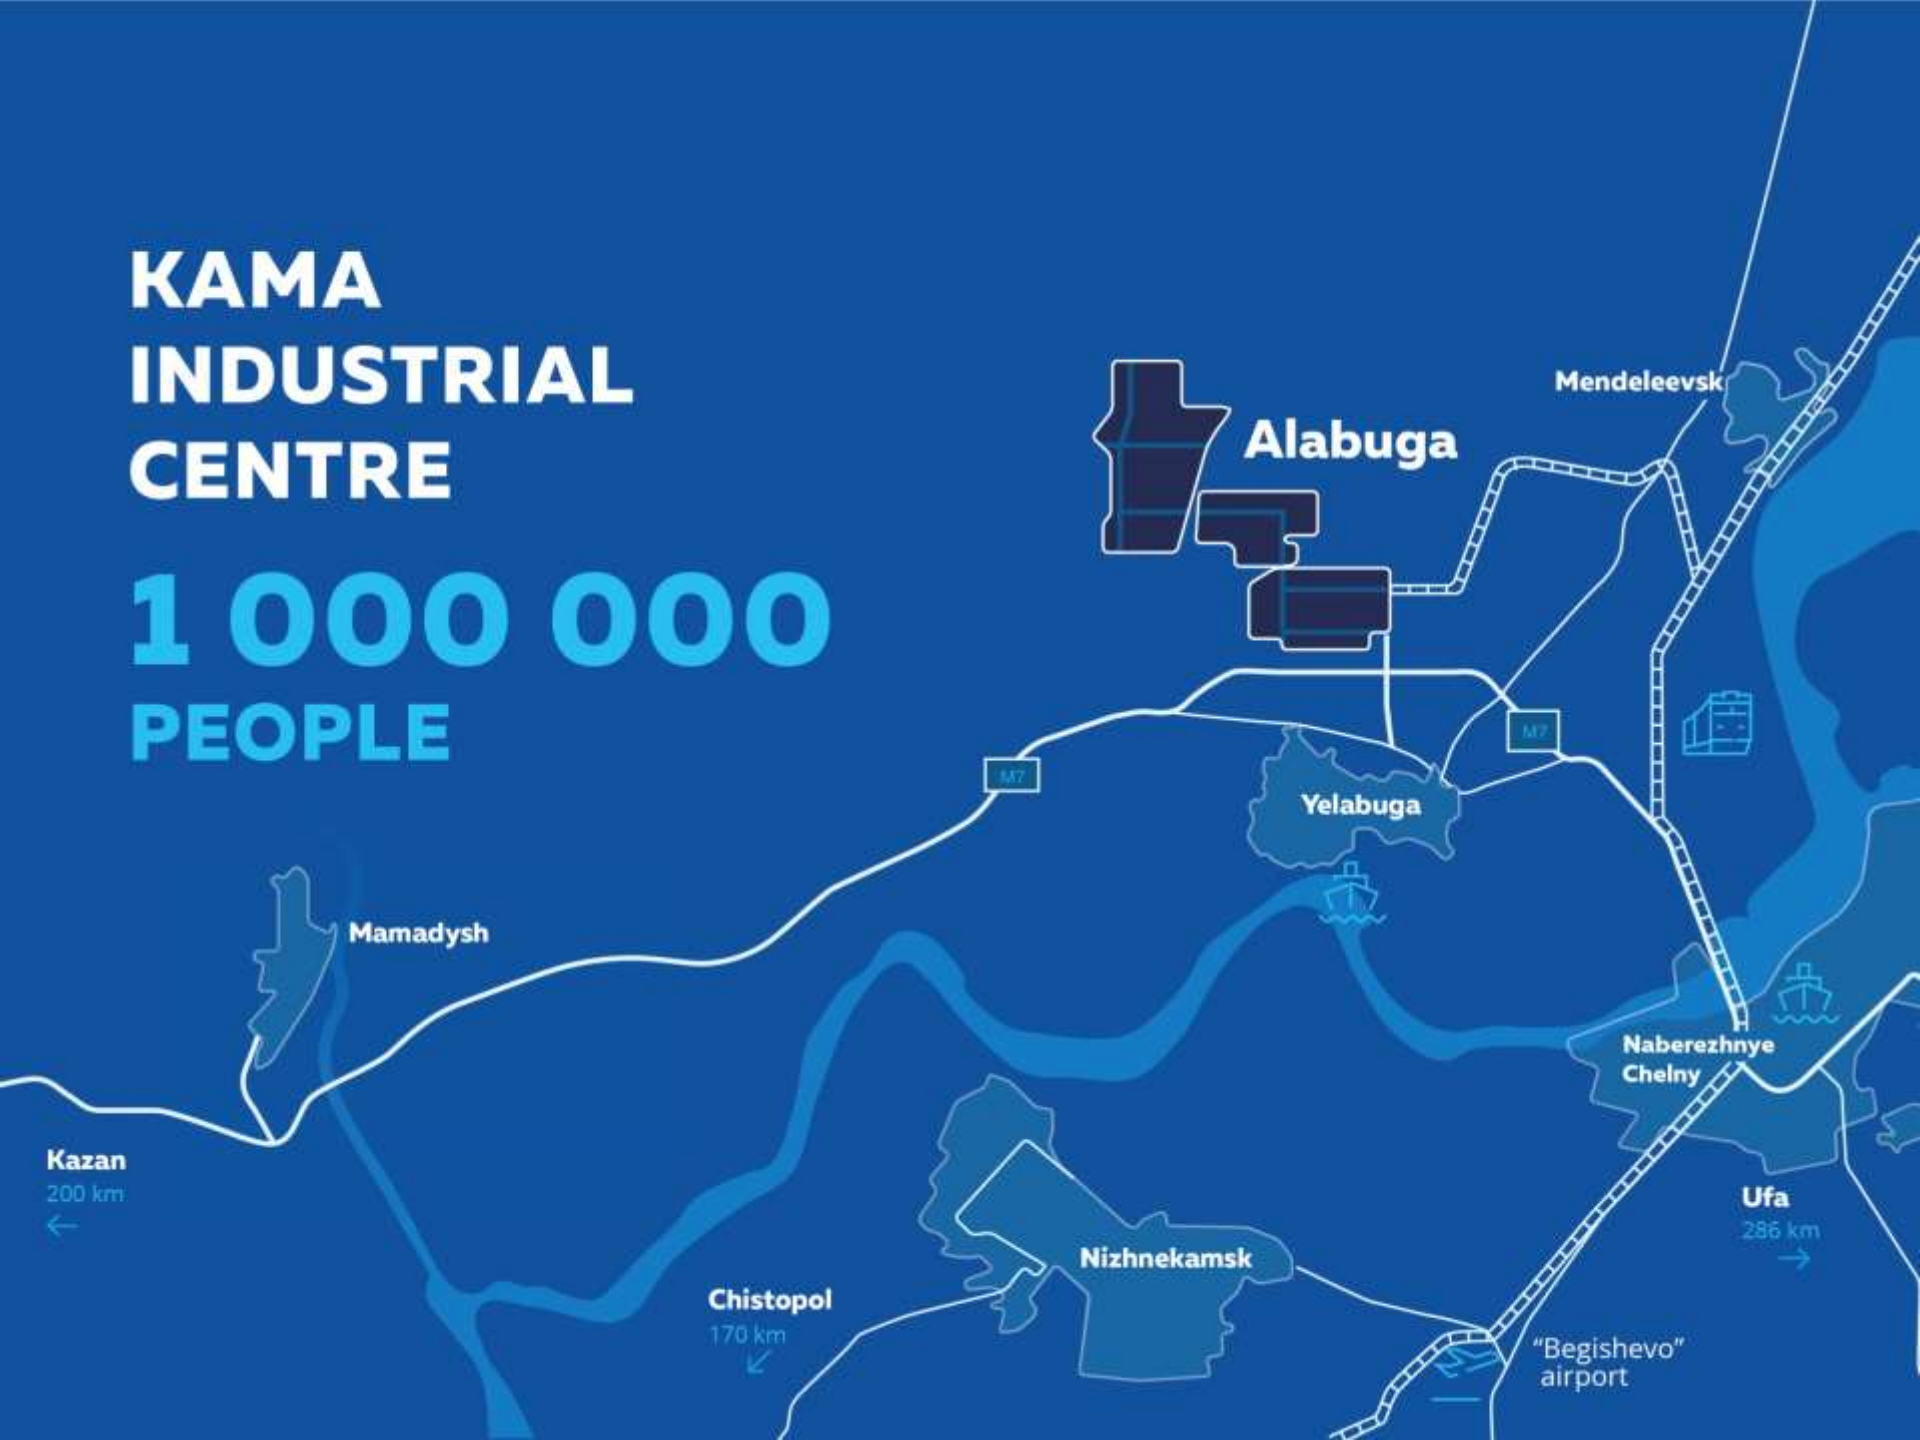 KAMA
INDUSTRIAL
CENTRE
1 000 000
PEOPLE
Mendeleevsk
Alabuga
M7
M7
Yelabuga
Mamadysh
Naberezhnye
Chelny
Kazan
200 km
Ufa
286 km
Nizhnekamsk
Chistopol
170 km
“Begishevo”
airport